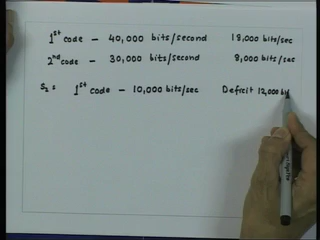 1st code - 40,000 bits/second 18,000 bits/sec
2nd code - 30,000 bits/second 8,000 bits/sec
S2 = 1st code - 10,000 bits/sec Deficit 12,000 bi